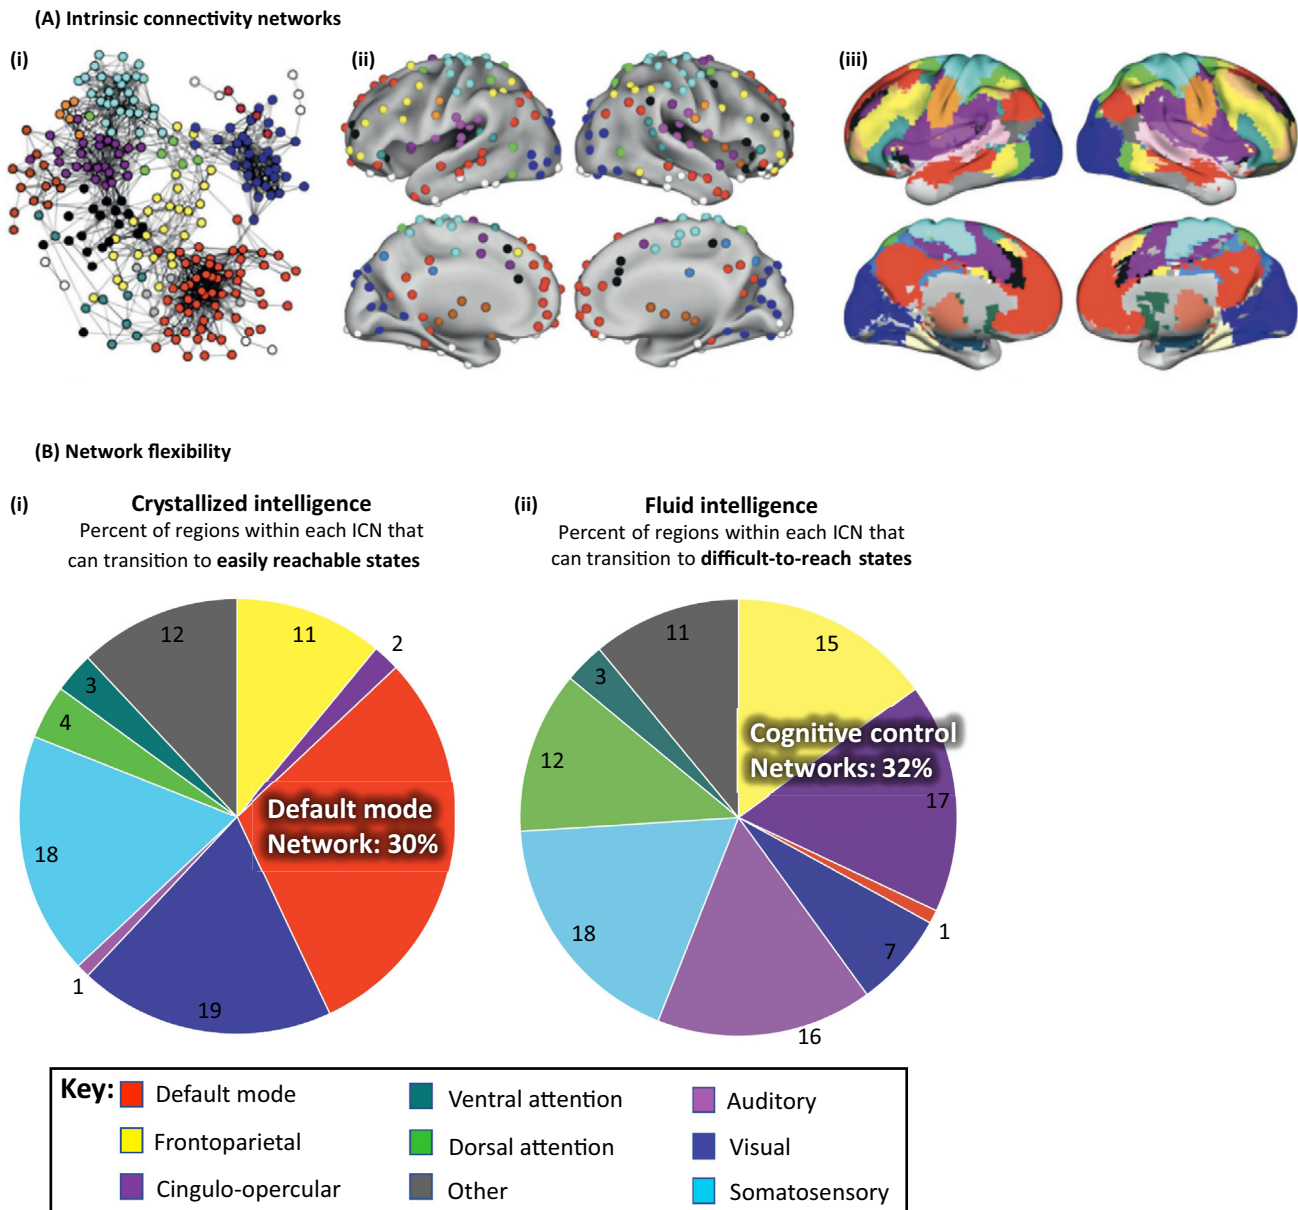 (A) Intrinsic connectivity networks
(i)
(ii)
(iii)
(B) Network flexibility
(i)
Crystallized intelligence
Percent of regions within each ICN that
can transition to easily reachable states
12
11
2
3
4
Default mode
Network: 30%
18
1
19
(ii)
Fluid intelligence
Percent of regions within each ICN that
can transition to difficult-to-reach states
11
15
3
Cognitive control
Networks: 32%
12
17
18
1
7
16
Key:
Default mode
Ventral attention
Auditory
Frontoparietal
Dorsal attention
Visual
Cingulo-opercular
Other
Somatosensory